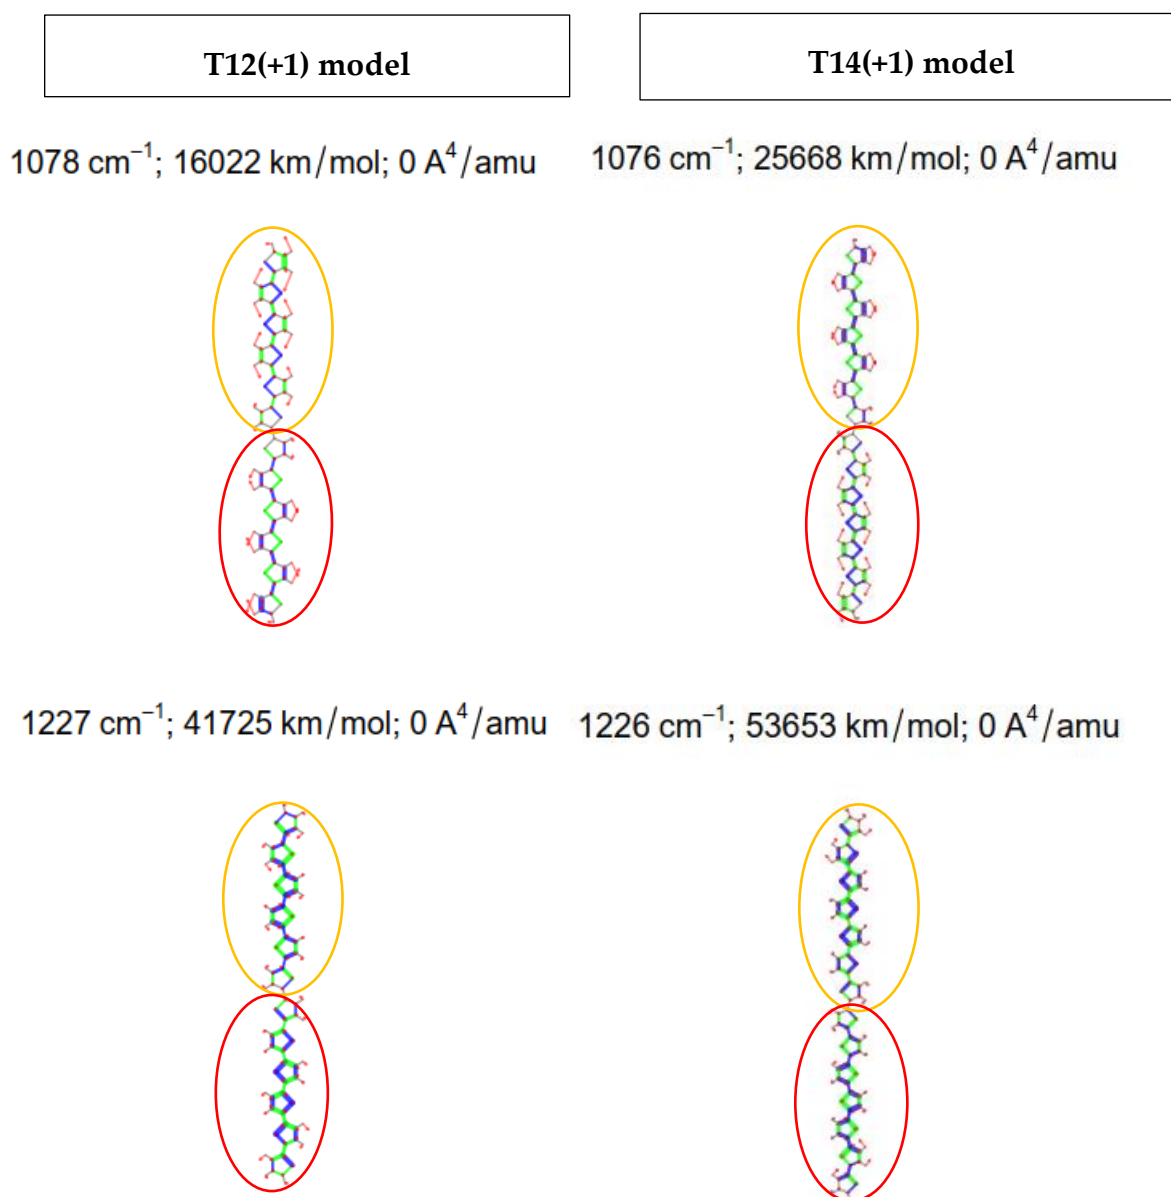 T12(+1) model
T14(+1) model
1078 cm⁻¹; 16022 km/mol; 0 A⁴/amu
1076 cm⁻¹; 25668 km/mol; 0 A⁴/amu
1227 cm⁻¹; 41725 km/mol; 0 A⁴/amu
1226 cm⁻¹; 53653 km/mol; 0 A⁴/amu